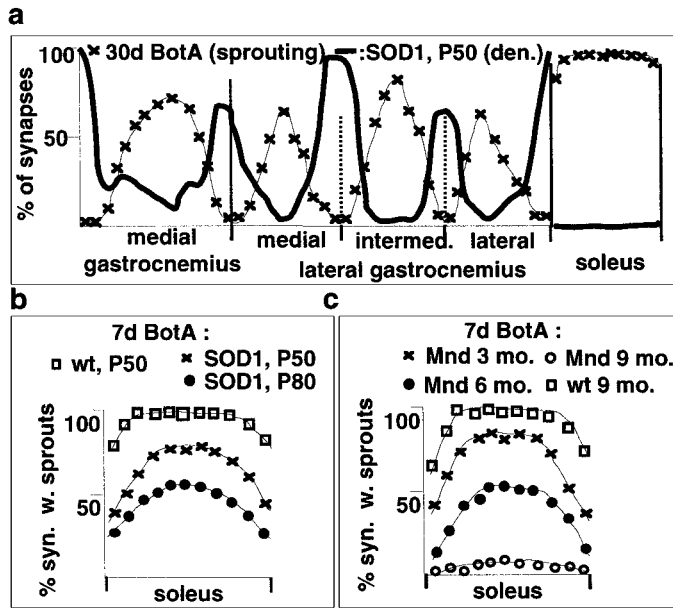 a
100 × 30d BotA (sprouting) —:SOD1, P50 (den.)
50
% of synapses
medial medial intermed. lateral
gastrocnemius lateral gastrocnemius soleus
b
7d BotA :
□ wt, P50 × SOD1, P50
● SOD1, P80
100
50
% syn. w. sprouts
soleus
c
7d BotA :
× Mnd 3 mo. ○ Mnd 9 mo.
● Mnd 6 mo. □ wt 9 mo.
100
50
% syn. w. sprouts
soleus